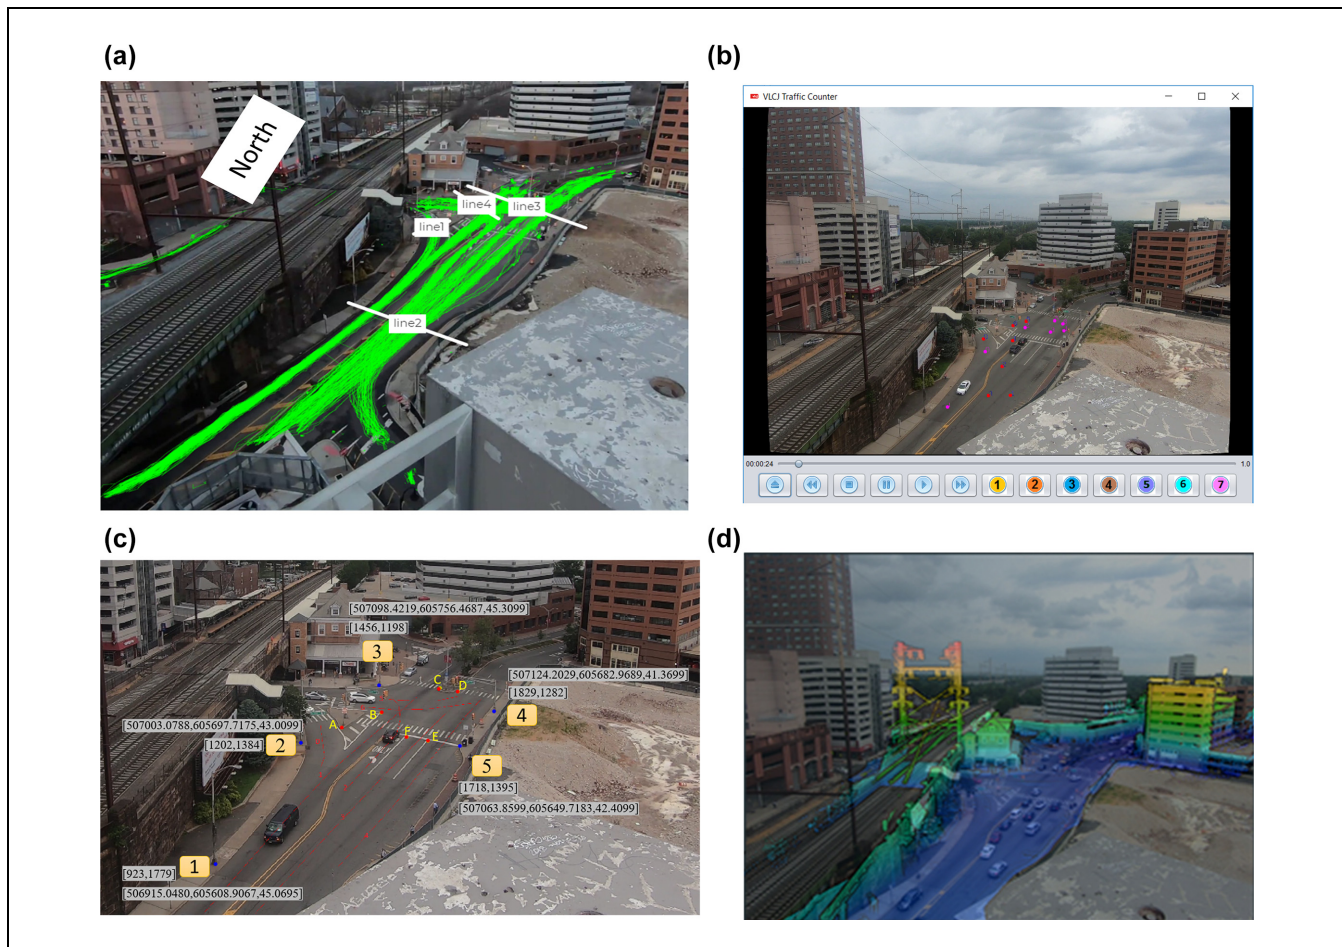 (a)
North
line4
line3
line1
line2
(b)
VLCJ Traffic Counter
00:00:24
1.0
1
2
3
4
5
6
7
(c)
[507098.4219,605756.4687,45.3099]
[1456,1198]
3
[507124.2029,605682.9689,41.3699]
[1829,1282]
4
C
D
B
A
[507003.0788,605697.7175,43.0099]
[1202,1384]
2
F
E
5
[1718,1395]
[507063.8599,605649.7183,42.4099]
1
[923,1779]
[506915.0480,605608.9067,45.0695]
(d)